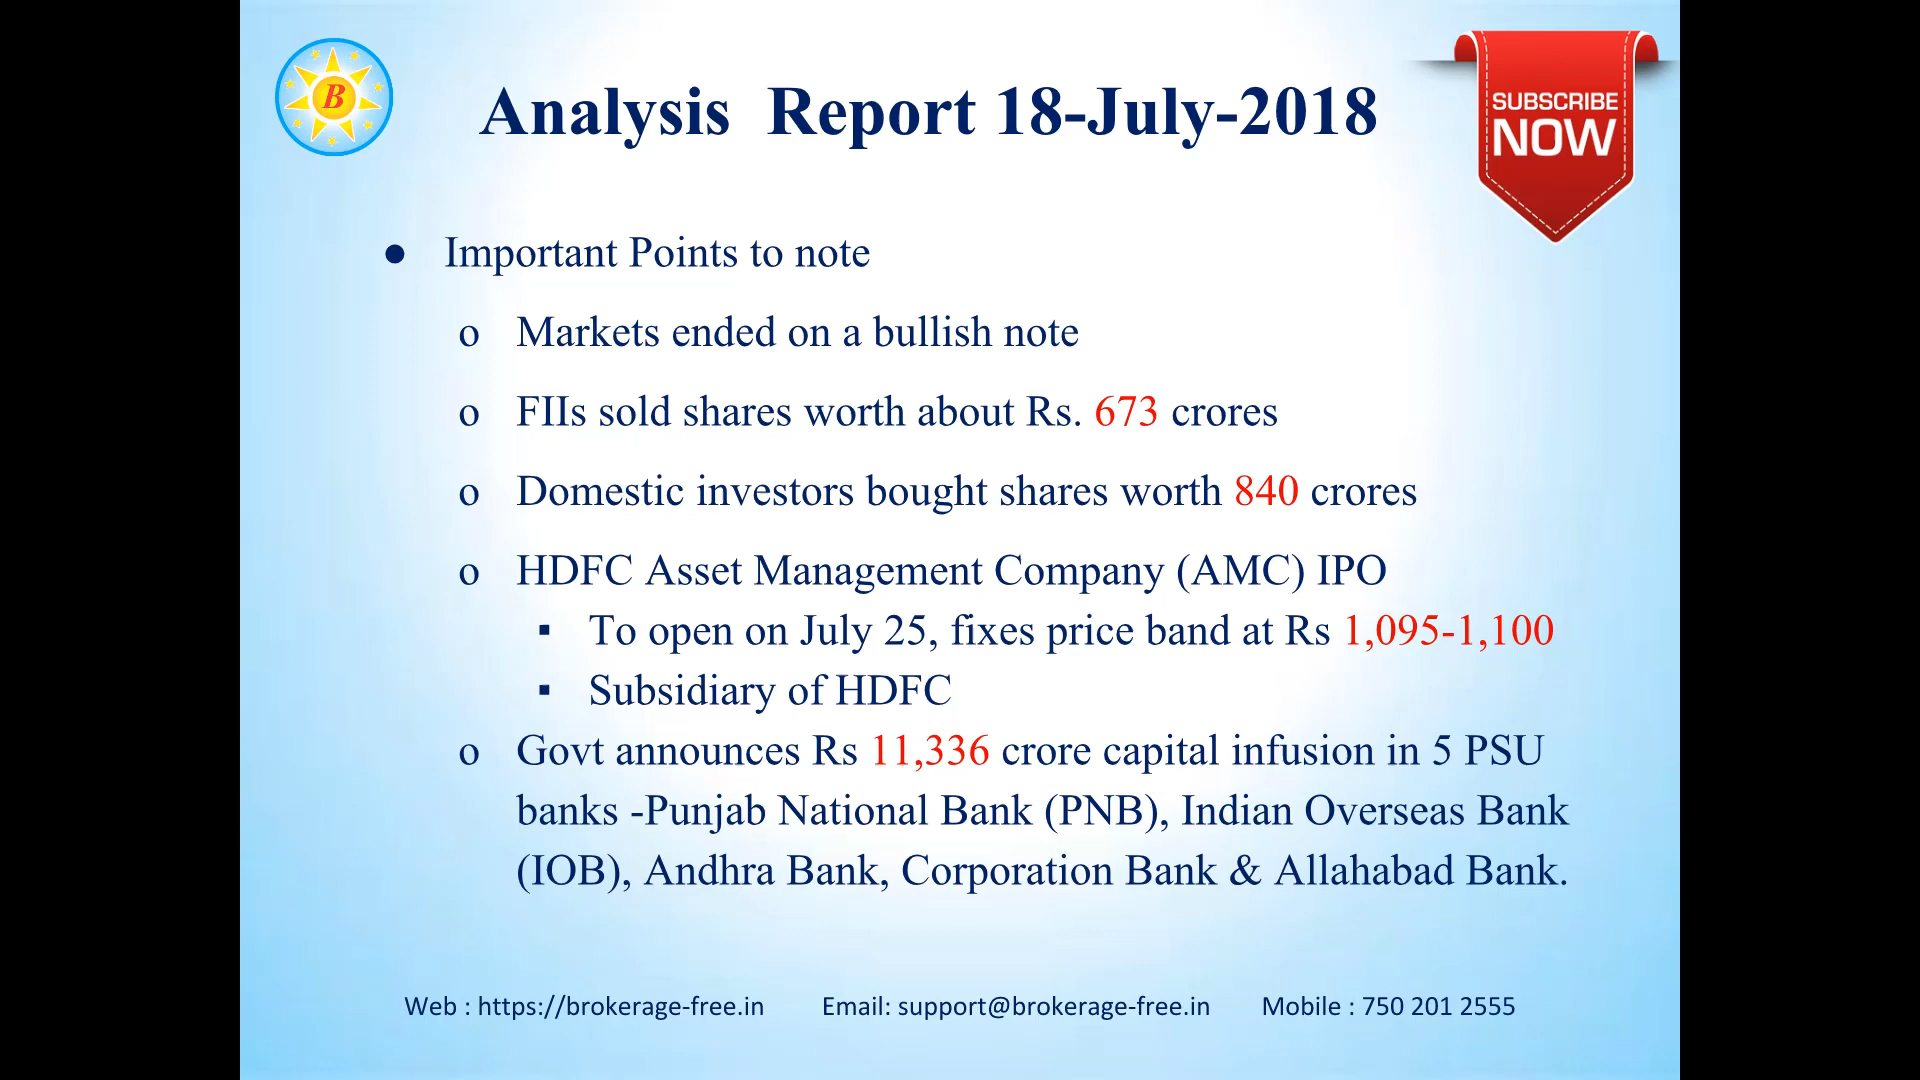 B
Analysis Report 18-July-2018
SUBSCRIBE
NOW
● Important Points to note
o Markets ended on a bullish note
o FIIs sold shares worth about Rs. 673 crores
o Domestic investors bought shares worth 840 crores
o HDFC Asset Management Company (AMC) IPO
▪ To open on July 25, fixes price band at Rs 1,095-1,100
▪ Subsidiary of HDFC
o Govt announces Rs 11,336 crore capital infusion in 5 PSU
banks -Punjab National Bank (PNB), Indian Overseas Bank
(IOB), Andhra Bank, Corporation Bank & Allahabad Bank.
Web : https://brokerage-free.in Email: support@brokerage-free.in Mobile : 750 201 2555